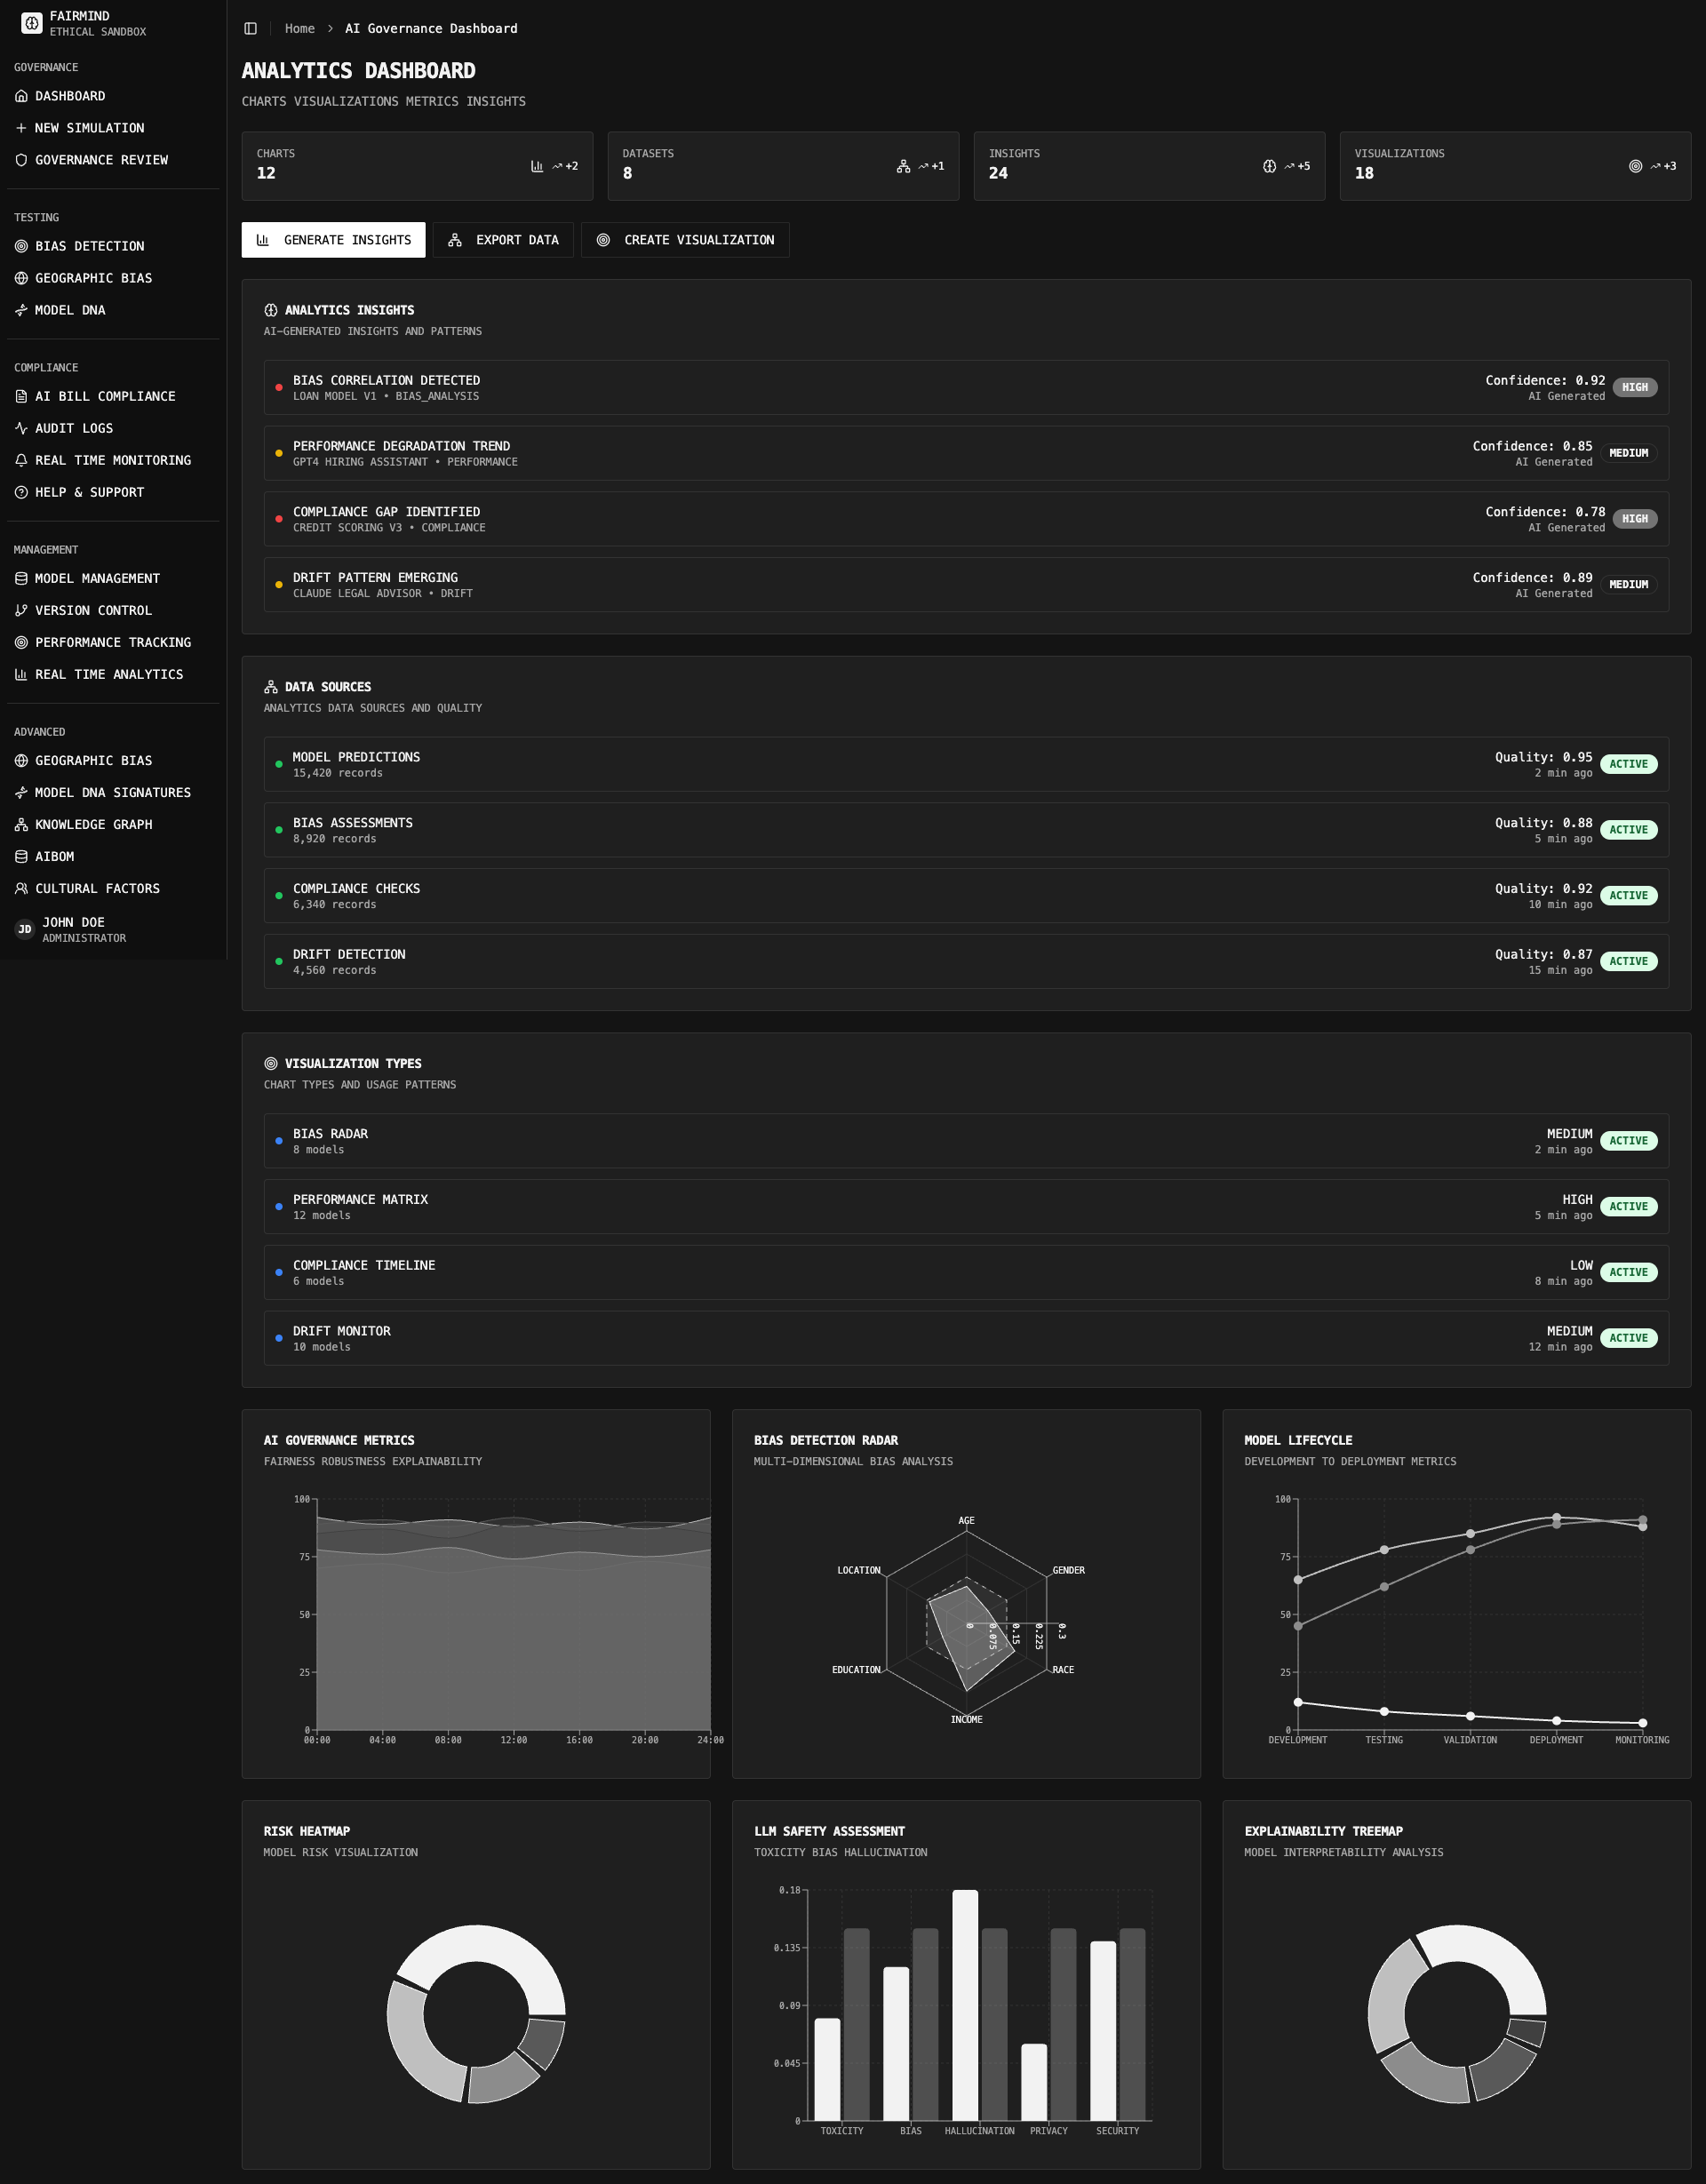 FAIRMIND
ETHICAL SANDBOX
GOVERNANCE
DASHBOARD
NEW SIMULATION
GOVERNANCE REVIEW
TESTING
BIAS DETECTION
GEOGRAPHIC BIAS
MODEL DNA
COMPLIANCE
AI BILL COMPLIANCE
AUDIT LOGS
REAL TIME MONITORING
HELP & SUPPORT
MANAGEMENT
MODEL MANAGEMENT
VERSION CONTROL
PERFORMANCE TRACKING
REAL TIME ANALYTICS
ADVANCED
GEOGRAPHIC BIAS
MODEL DNA SIGNATURES
KNOWLEDGE GRAPH
AIBOM
CULTURAL FACTORS
JD
JOHN DOE
ADMINISTRATOR
Home > AI Governance Dashboard
ANALYTICS DASHBOARD
CHARTS VISUALIZATIONS METRICS INSIGHTS
CHARTS
12
+2
DATASETS
8
+1
INSIGHTS
24
+5
VISUALIZATIONS
18
+3
GENERATE INSIGHTS
EXPORT DATA
CREATE VISUALIZATION
ANALYTICS INSIGHTS
AI-GENERATED INSIGHTS AND PATTERNS
BIAS CORRELATION DETECTED
LOAN MODEL V1 • BIAS_ANALYSIS
Confidence: 0.92
AI Generated
HIGH
PERFORMANCE DEGRADATION TREND
GPT4 HIRING ASSISTANT • PERFORMANCE
Confidence: 0.85
AI Generated
MEDIUM
COMPLIANCE GAP IDENTIFIED
CREDIT SCORING V3 • COMPLIANCE
Confidence: 0.78
AI Generated
HIGH
DRIFT PATTERN EMERGING
CLAUDE LEGAL ADVISOR • DRIFT
Confidence: 0.89
AI Generated
MEDIUM
DATA SOURCES
ANALYTICS DATA SOURCES AND QUALITY
MODEL PREDICTIONS
15,420 records
Quality: 0.95
2 min ago
ACTIVE
BIAS ASSESSMENTS
8,920 records
Quality: 0.88
5 min ago
ACTIVE
COMPLIANCE CHECKS
6,340 records
Quality: 0.92
10 min ago
ACTIVE
DRIFT DETECTION
4,560 records
Quality: 0.87
15 min ago
ACTIVE
VISUALIZATION TYPES
CHART TYPES AND USAGE PATTERNS
BIAS RADAR
8 models
MEDIUM
2 min ago
ACTIVE
PERFORMANCE MATRIX
12 models
HIGH
5 min ago
ACTIVE
COMPLIANCE TIMELINE
6 models
LOW
8 min ago
ACTIVE
DRIFT MONITOR
10 models
MEDIUM
12 min ago
ACTIVE
AI GOVERNANCE METRICS
FAIRNESS ROBUSTNESS EXPLAINABILITY
100
75
50
25
0
00:00 04:00 08:00 12:00 16:00 20:00 24:00
BIAS DETECTION RADAR
MULTI-DIMENSIONAL BIAS ANALYSIS
AGE
LOCATION
GENDER
0 0.075 0.15 0.225 0.3
EDUCATION
RACE
INCOME
MODEL LIFECYCLE
DEVELOPMENT TO DEPLOYMENT METRICS
100
75
50
25
0
DEVELOPMENT TESTING VALIDATION DEPLOYMENT MONITORING
RISK HEATMAP
MODEL RISK VISUALIZATION
LLM SAFETY ASSESSMENT
TOXICITY BIAS HALLUCINATION
0.18
0.135
0.09
0.045
0
TOXICITY BIAS HALLUCINATION PRIVACY SECURITY
EXPLAINABILITY TREEMAP
MODEL INTERPRETABILITY ANALYSIS